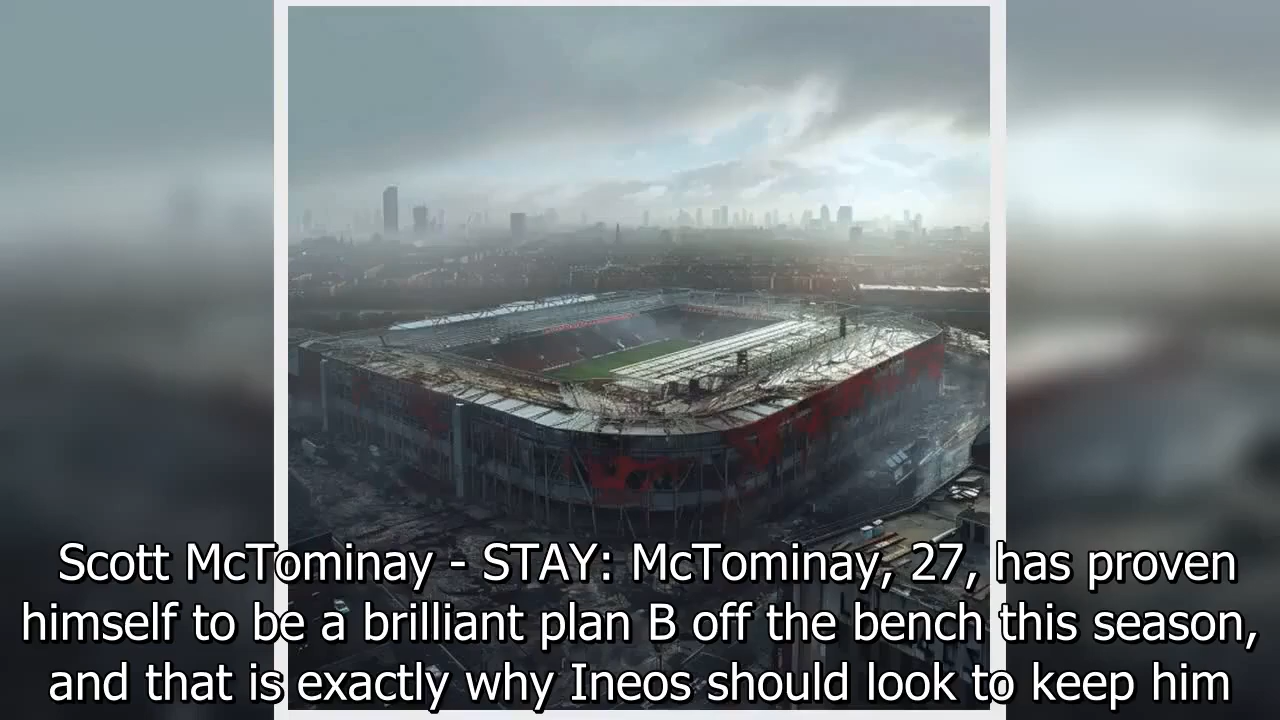 Scott McTominay - STAY: McTominay, 27, has proven
himself to be a brilliant plan B off the bench this season,
and that is exactly why Ineos should look to keep him